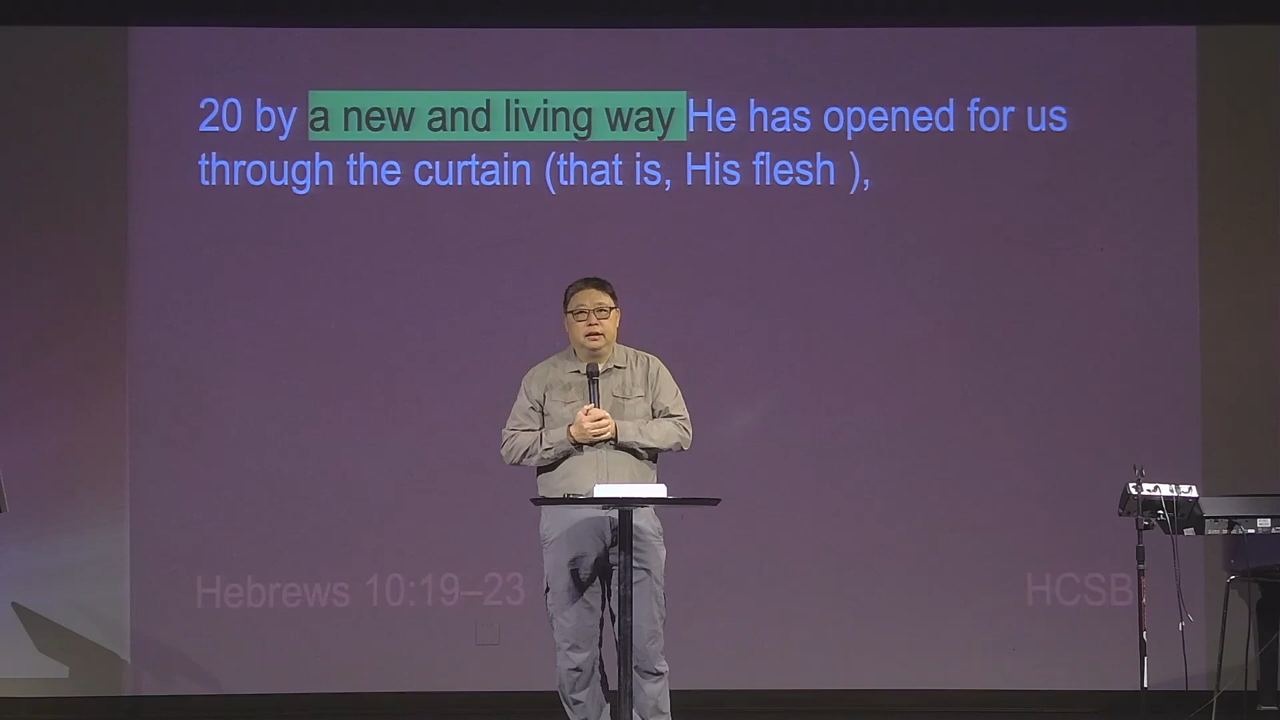 20 by a new and living way He has opened for us
through the curtain (that is, His flesh ),
Hebrews 10:19–23
HCSB